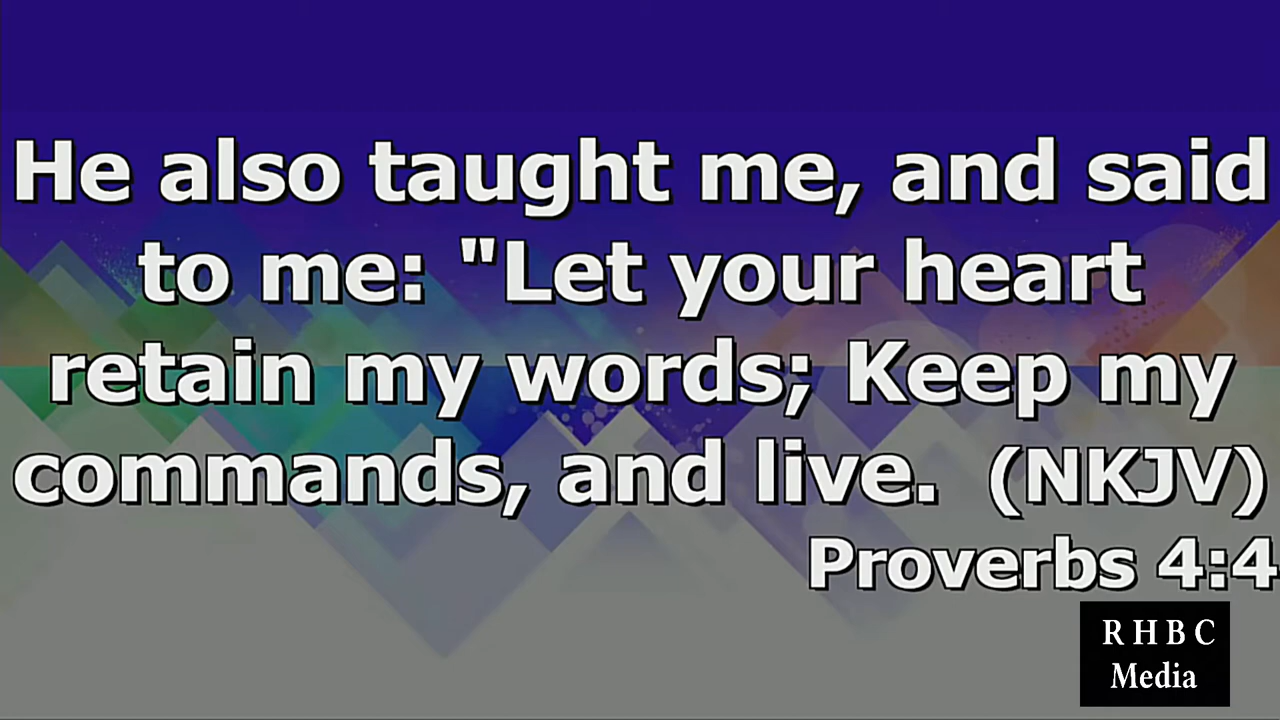 He also taught me, and said
to me: "Let your heart
retain my words; Keep my
commands, and live.  (NKJV)
Proverbs 4:4
RHBC
Media